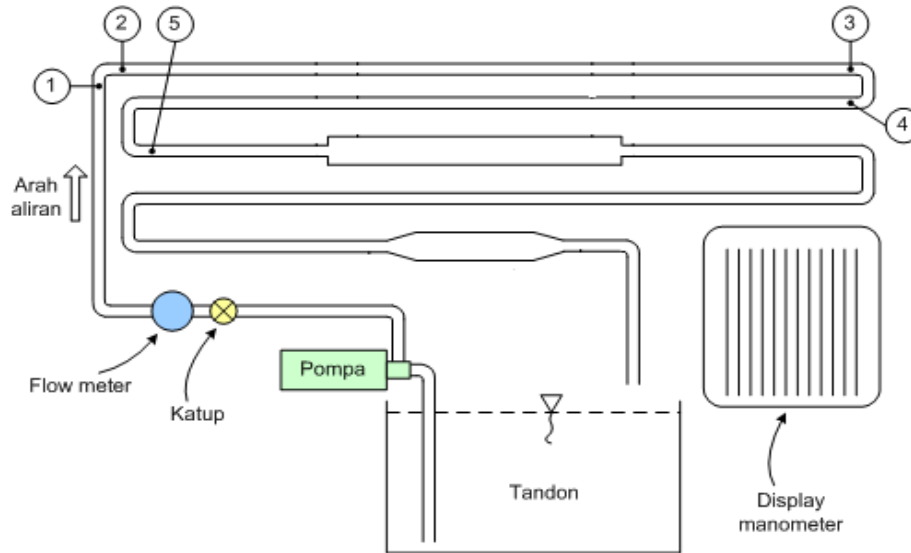 2
5
3
1
4
Arah
aliran
Pompa
Flow meter
Katup
Tandon
Display
manometer